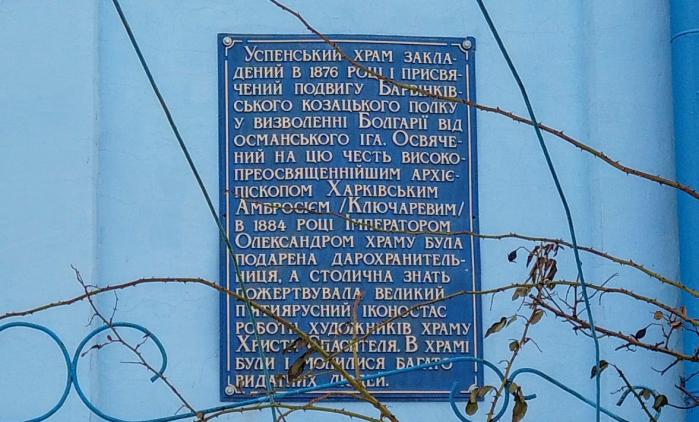 Успенський храм закла-
дений в 1876 році і присвя-
чений подвигу Барвінків-
ського козацького полку
у визволенні Болгарії від
османського іга. Освяче-
ний на цю честь високо-
преосвященнійшим архіє-
піскопом Харківським
Амвросієм /Ключаревим/
в 1884 році Імператором
Олександром храму була
подарена дарохранитель-
ниця, а столична знать
пожертвувала великий
п'ятиярусний іконостас
роботи художників храму
Христа Спасителя. В храмі
були і молилися багато
видатних людей.